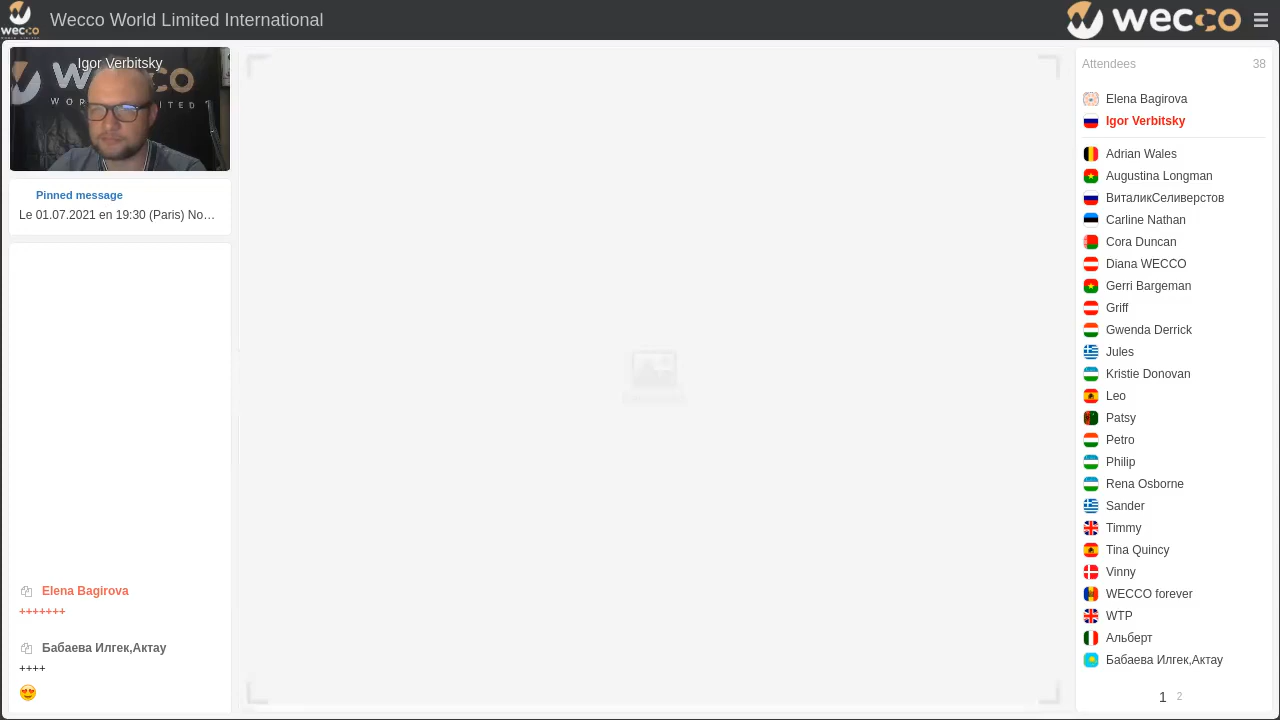 wecco
Wecco World Limited International
wecco
Igor Verbitsky
Pinned message
Le 01.07.2021 en 19:30 (Paris) No…
Elena Bagirova
+++++++
Бабаева Илгек,Актау
++++
Attendees 38
Elena Bagirova
Igor Verbitsky
Adrian Wales
Augustina Longman
ВиталикСеливерстов
Carline Nathan
Cora Duncan
Diana WECCO
Gerri Bargeman
Griff
Gwenda Derrick
Jules
Kristie Donovan
Leo
Patsy
Petro
Philip
Rena Osborne
Sander
Timmy
Tina Quincy
Vinny
WECCO forever
WTP
Альберт
Бабаева Илгек,Актау
1 2